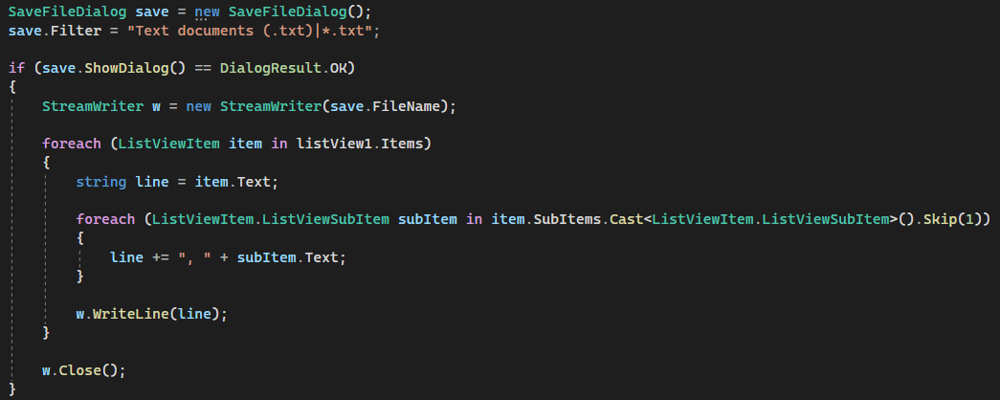 SaveFileDialog save = new SaveFileDialog();
save.Filter = "Text documents (.txt)|*.txt";

if (save.ShowDialog() == DialogResult.OK)
{
    StreamWriter w = new StreamWriter(save.FileName);

    foreach (ListViewItem item in listView1.Items)
    {
        string line = item.Text;

        foreach (ListViewItem.ListViewSubItem subItem in item.SubItems.Cast<ListViewItem.ListViewSubItem>().Skip(1))
        {
            line += ", " + subItem.Text;
        }

        w.WriteLine(line);
    }

    w.Close();
}